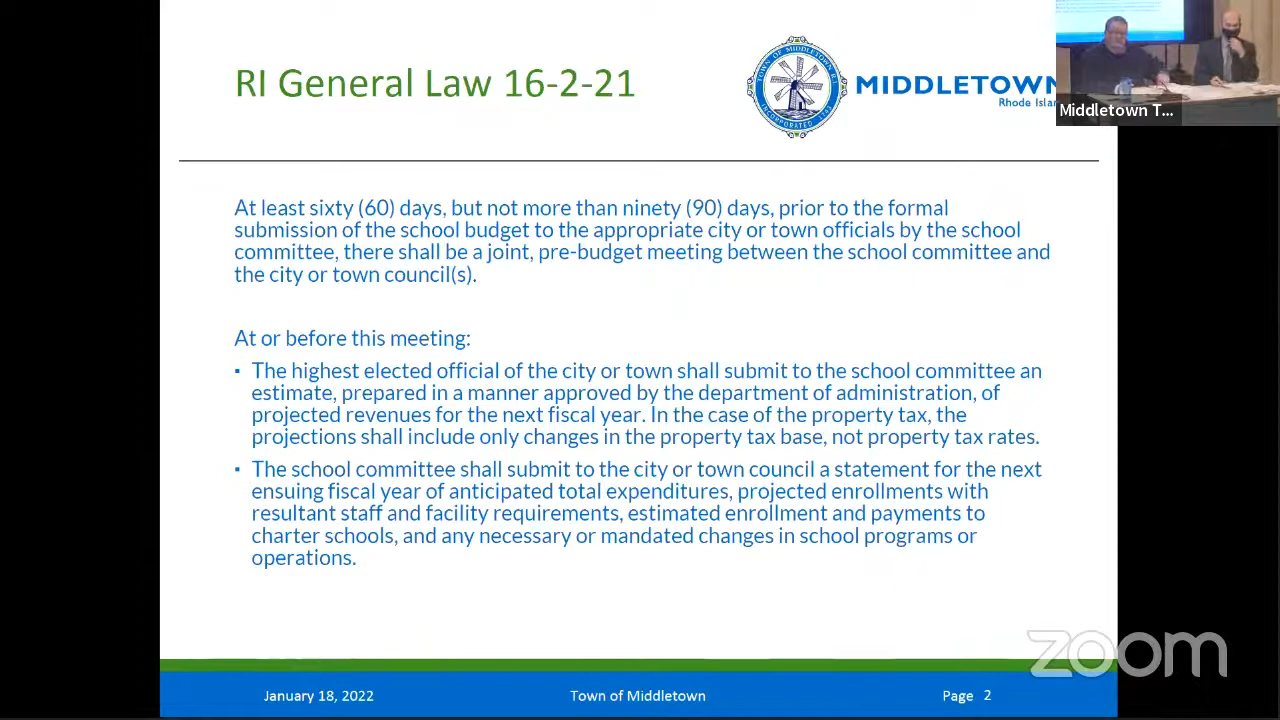 RI General Law 16-2-21
TOWN OF MIDDLETOWN R.I.
INCORPORATED 1743
MIDDLETOWN
Rhode Islan
Middletown T...
At least sixty (60) days, but not more than ninety (90) days, prior to the formal
submission of the school budget to the appropriate city or town officials by the school
committee, there shall be a joint, pre-budget meeting between the school committee and
the city or town council(s).
At or before this meeting:
▪ The highest elected official of the city or town shall submit to the school committee an
estimate, prepared in a manner approved by the department of administration, of
projected revenues for the next fiscal year. In the case of the property tax, the
projections shall include only changes in the property tax base, not property tax rates.
▪ The school committee shall submit to the city or town council a statement for the next
ensuing fiscal year of anticipated total expenditures, projected enrollments with
resultant staff and facility requirements, estimated enrollment and payments to
charter schools, and any necessary or mandated changes in school programs or
operations.
zoom
January 18, 2022 Town of Middletown Page 2